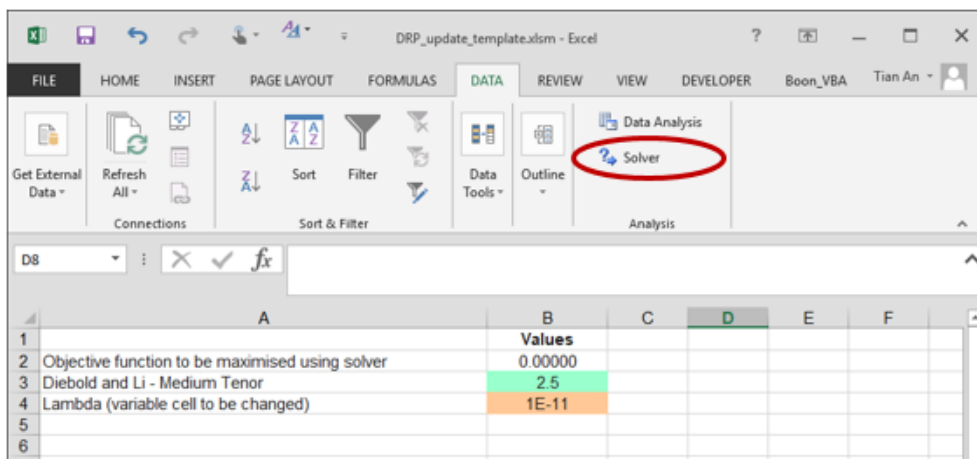 DRP_update_template.xlsm - Excel
?
FILE HOME INSERT PAGE LAYOUT FORMULAS DATA REVIEW VIEW DEVELOPER Boon_VBA Tian An
Get External Data
Refresh All
Connections
Sort
Filter
Sort & Filter
Data Tools
Outline
Data Analysis
Solver
Analysis
D8
fx
A B C D E F
1 Values
2 Objective function to be maximised using solver 0.00000
3 Diebold and Li - Medium Tenor 2.5
4 Lambda (variable cell to be changed) 1E-11
5
6